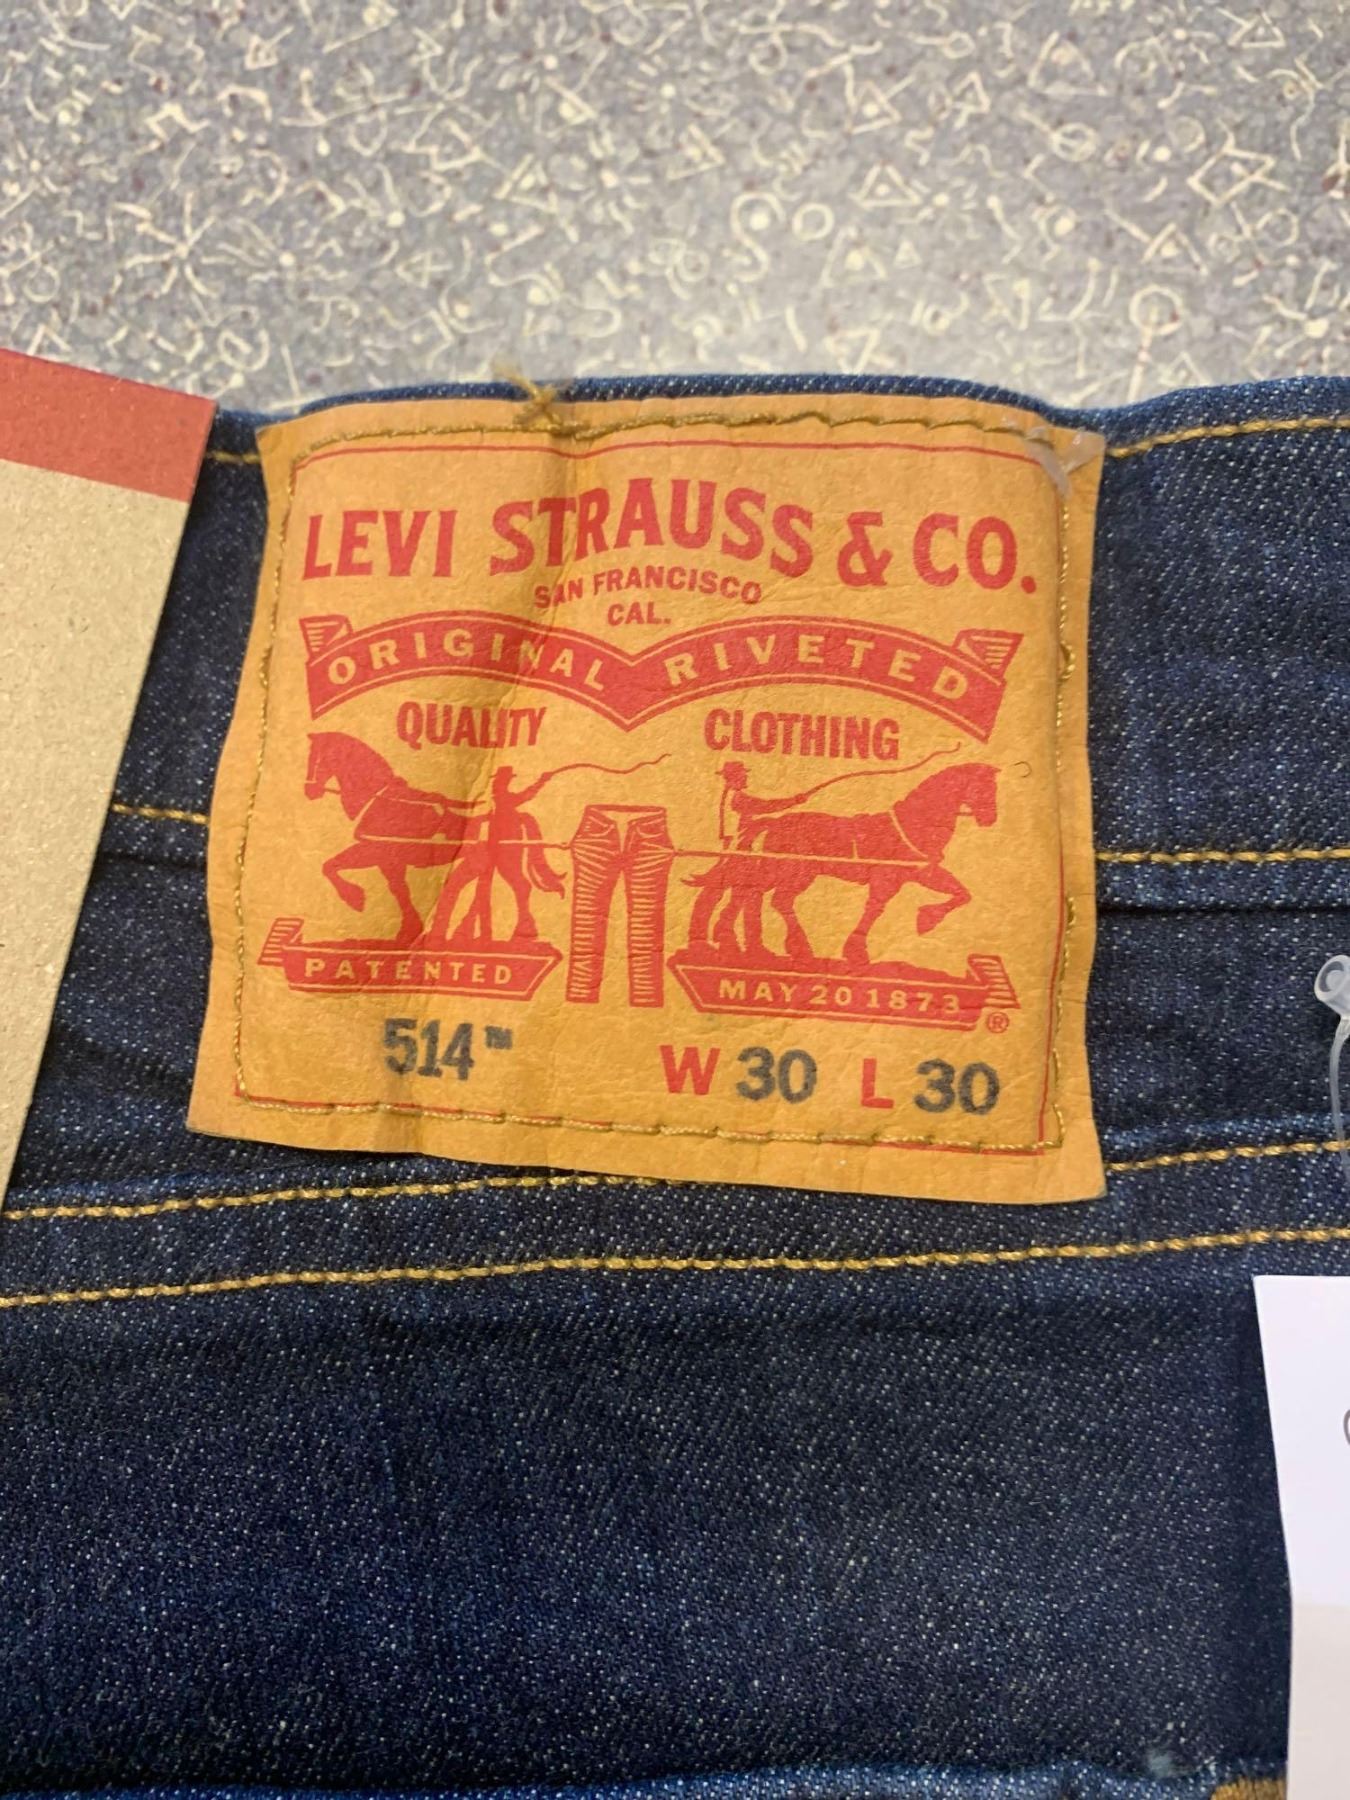 LEVI STRAUSS & CO.
SAN FRANCISCO
CAL.
ORIGINAL RIVETED
QUALITY CLOTHING
PATENTED MAY 20 1873 ®
514™ W 30 L 30